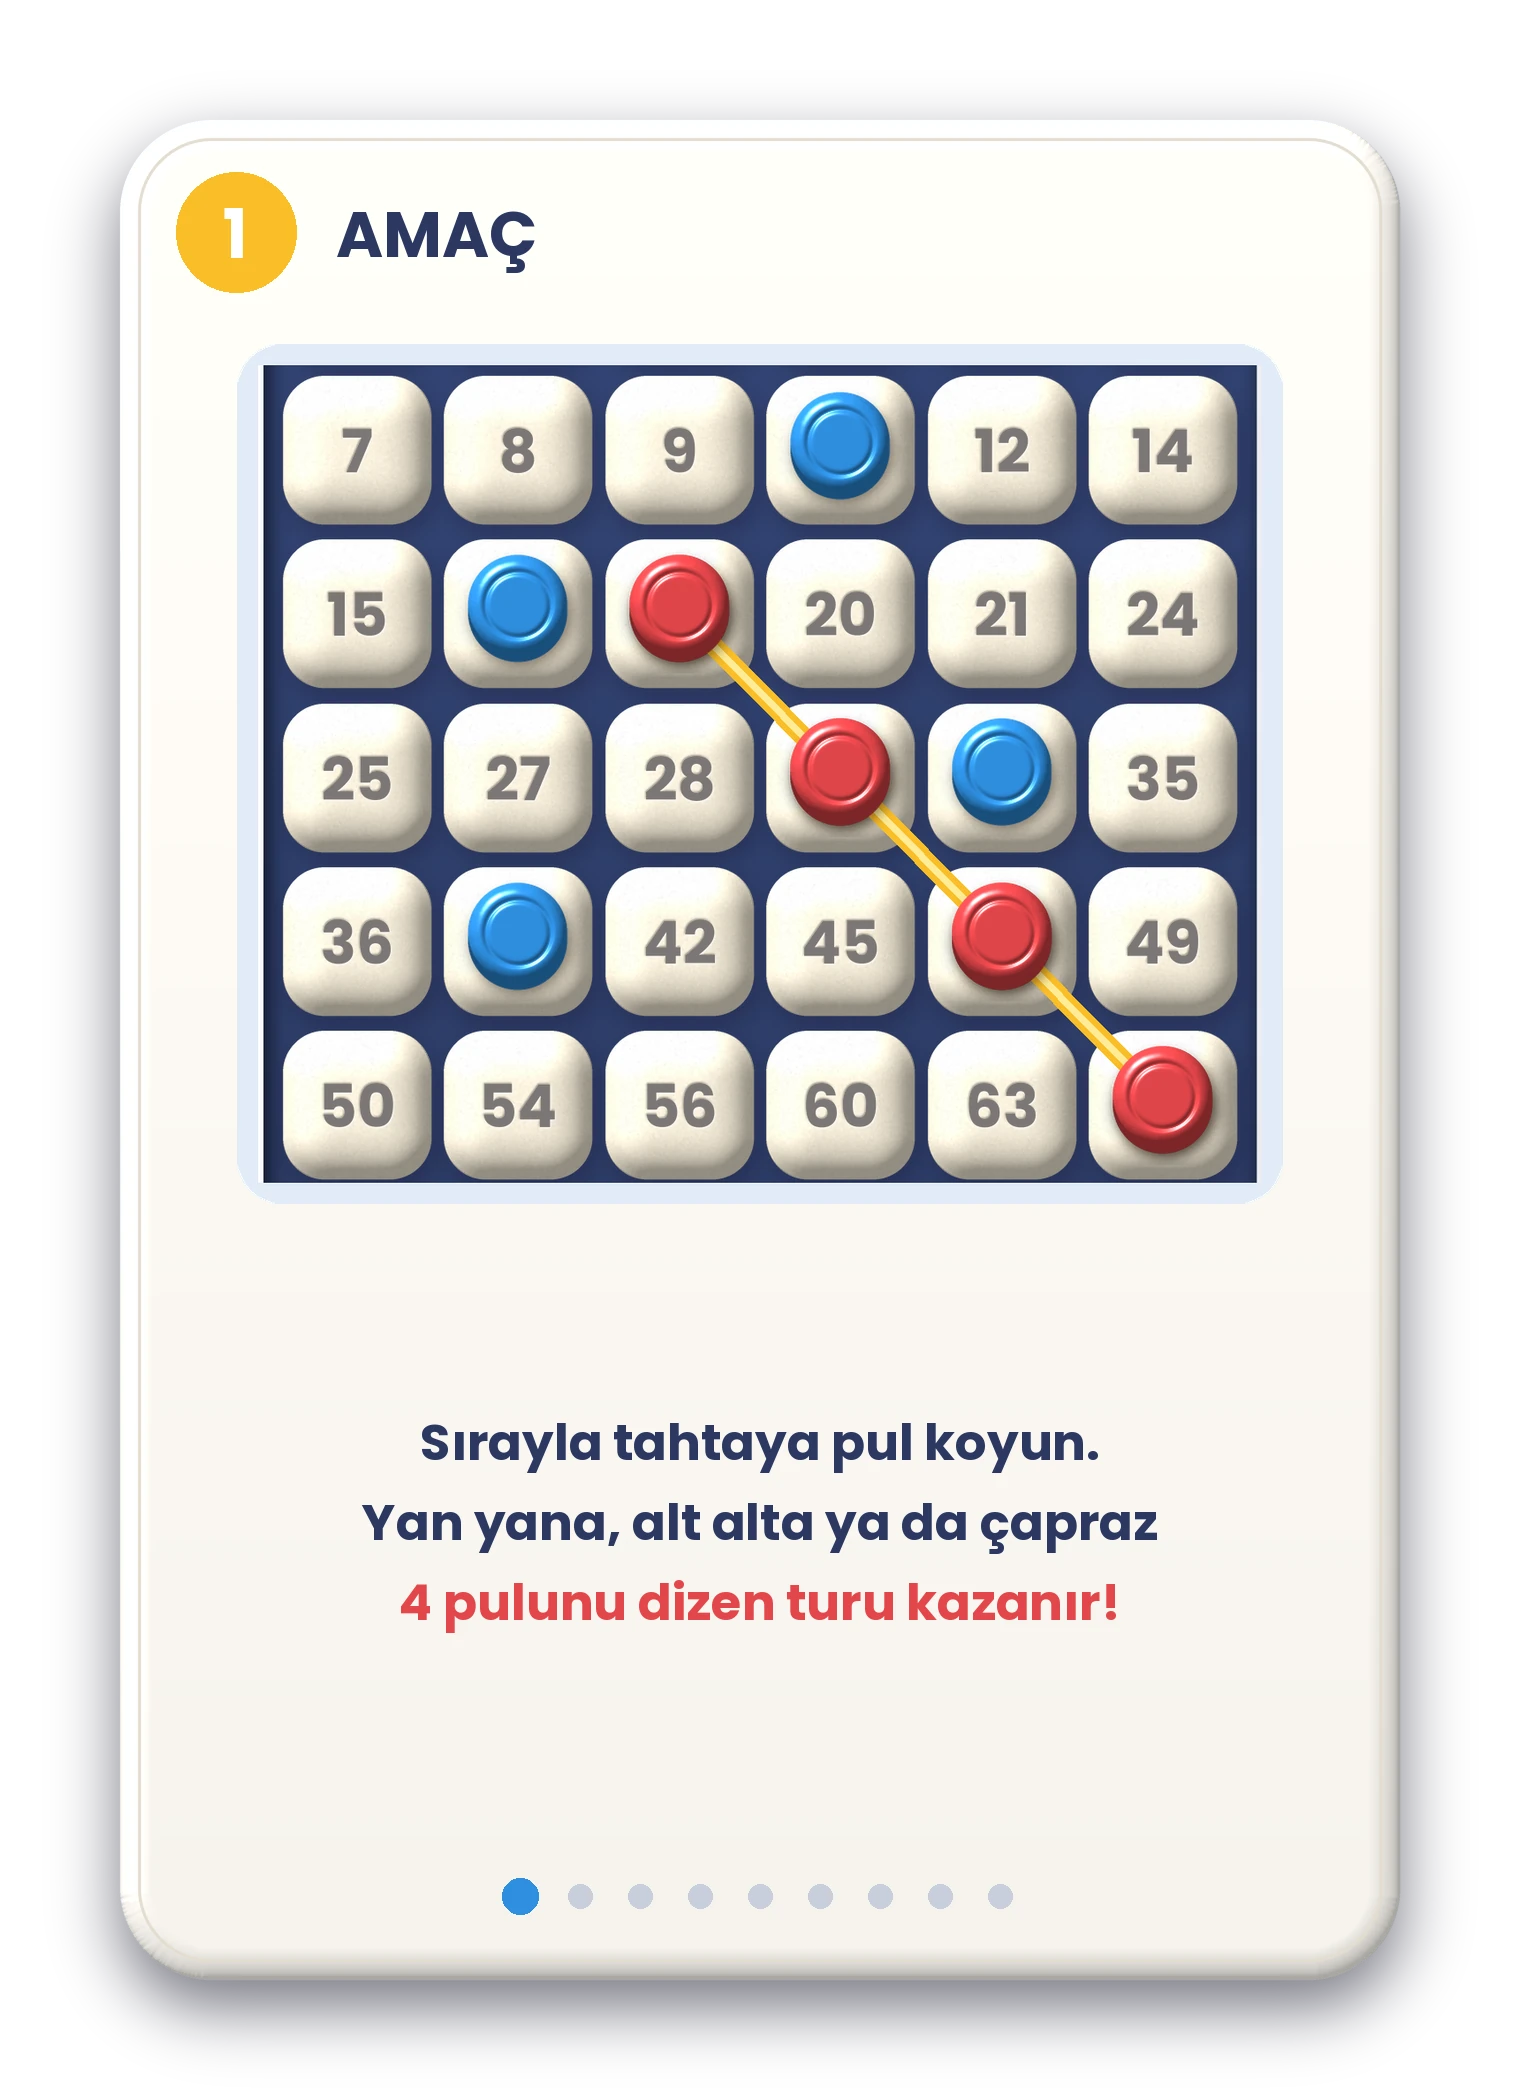 1 AMAÇ
7 8 9 12 14
15 20 21 24
25 27 28 35
36 42 45 49
50 54 56 60 63
Sırayla tahtaya pul koyun.
Yan yana, alt alta ya da çapraz
4 pulunu dizen turu kazanır!